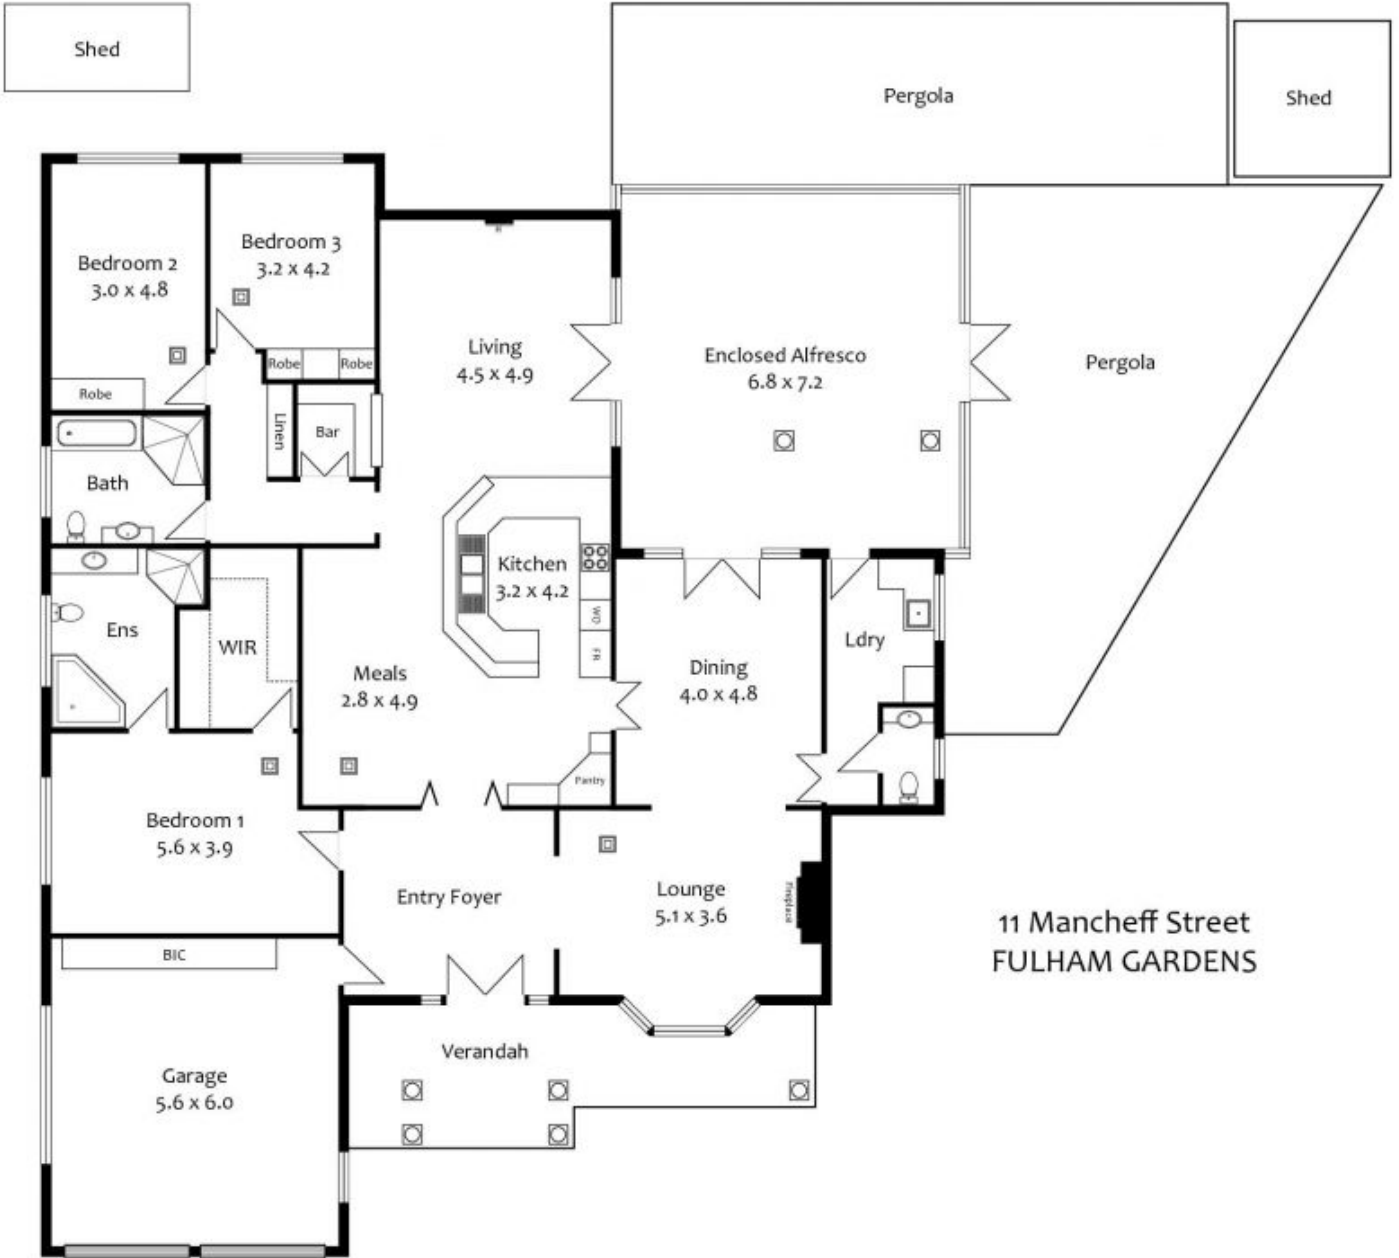 Shed
Pergola
Shed
Bedroom 2
3.0 x 4.8
Bedroom 3
3.2 x 4.2
Living
4.5 x 4.9
Enclosed Alfresco
6.8 x 7.2
Pergola
Robe
Robe
Robe
Linen
Bar
Bath
Kitchen
3.2 x 4.2
WO
FR
Ens
WIR
Meals
2.8 x 4.9
Dining
4.0 x 4.8
Ldry
Pantry
Bedroom 1
5.6 x 3.9
Entry Foyer
Lounge
5.1 x 3.6
Fireplace
11 Mancheff Street
FULHAM GARDENS
BIC
Verandah
Garage
5.6 x 6.0